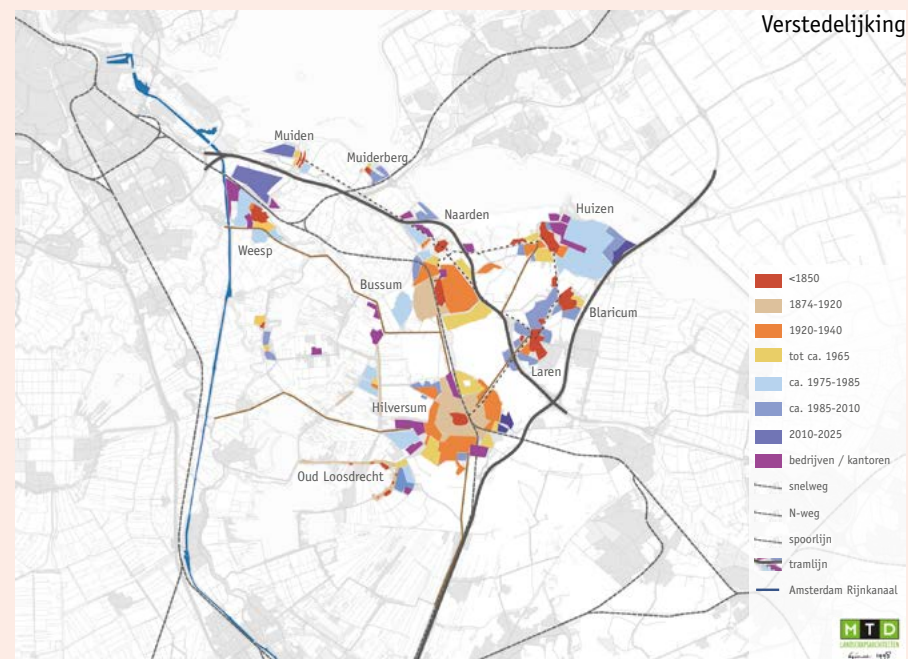 Verstedelijking
Muiden
Muiderberg
Naarden
Huizen
Weesp
Bussum
Blaricum
Laren
Hilversum
Oud Loosdrecht
<1850
1874-1920
1920-1940
tot ca. 1965
ca. 1975-1985
ca. 1985-2010
2010-2025
bedrijven / kantoren
snelweg
N-weg
spoorlijn
tramlijn
Amsterdam Rijnkanaal
MTD
LANDSCHAPSARCHITECTEN